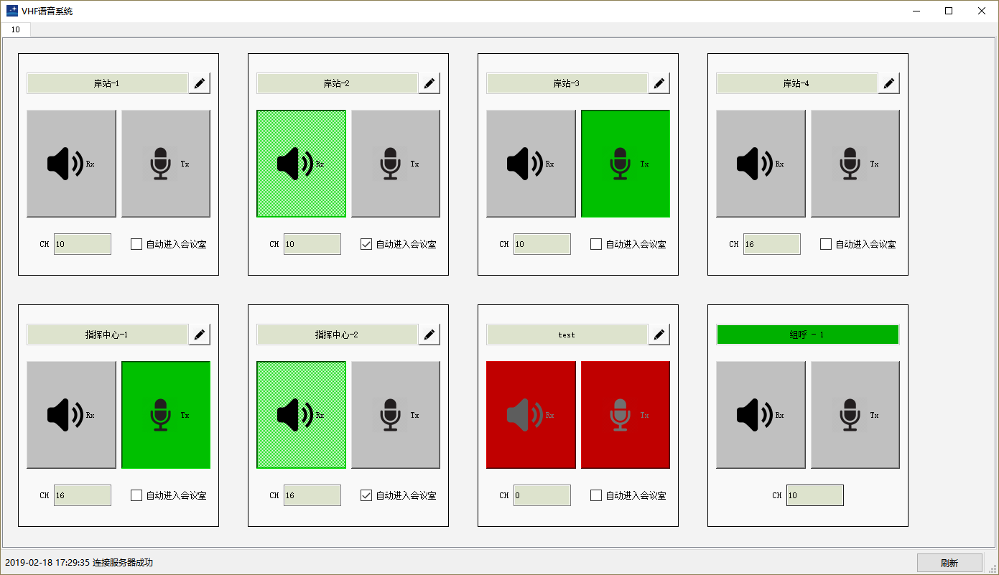 VHF语音系统
10
岸站-1
岸站-2
岸站-3
岸站-4
Rx Tx
Rx Tx
Rx Tx
Rx Tx
CH 10 自动进入会议室
CH 10 自动进入会议室
CH 10 自动进入会议室
CH 16 自动进入会议室
指挥中心-1
指挥中心-2
test
组呼 - 1
Rx Tx
Rx Tx
Rx Tx
Rx Tx
CH 16 自动进入会议室
CH 16 自动进入会议室
CH 0 自动进入会议室
CH 10
2019-02-18 17:29:35 连接服务器成功
刷新